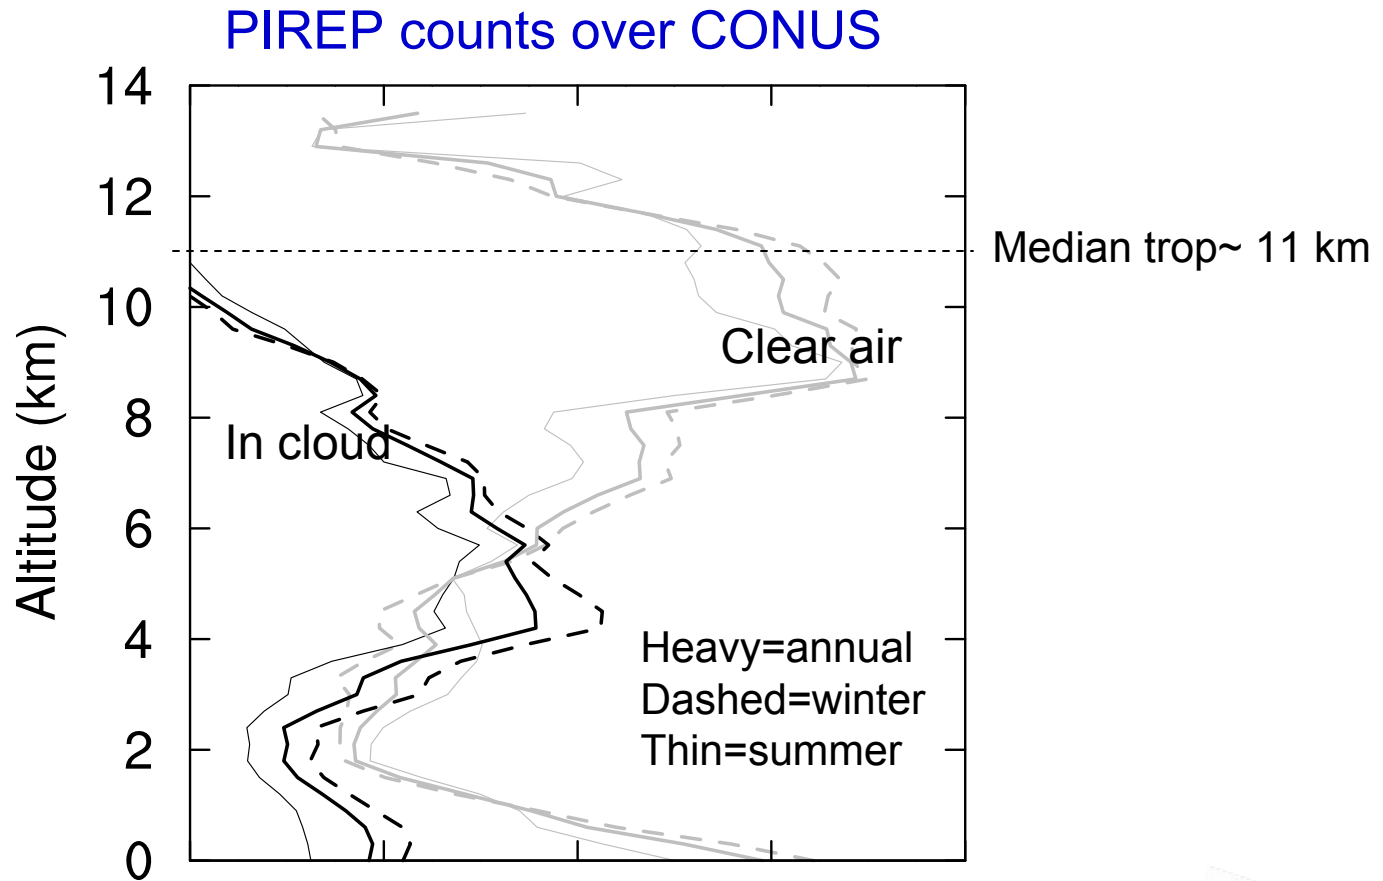 PIREP counts over CONUS
14
12
Median trop~ 11 km
10
Clear air
8
In cloud
Altitude (km)
6
4
Heavy=annual
Dashed=winter
Thin=summer
2
0